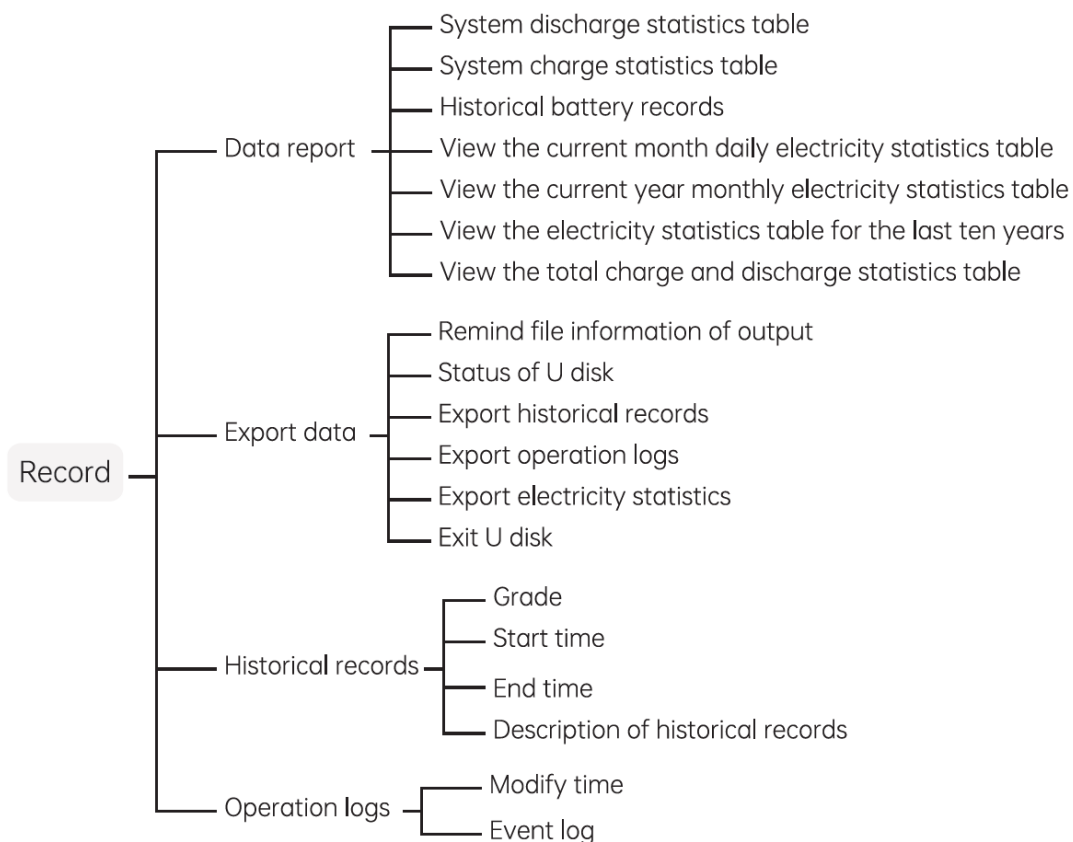 Record
Data report
System discharge statistics table
System charge statistics table
Historical battery records
View the current month daily electricity statistics table
View the current year monthly electricity statistics table
View the electricity statistics table for the last ten years
View the total charge and discharge statistics table
Export data
Remind file information of output
Status of U disk
Export historical records
Export operation logs
Export electricity statistics
Exit U disk
Historical records
Grade
Start time
End time
Description of historical records
Operation logs
Modify time
Event log